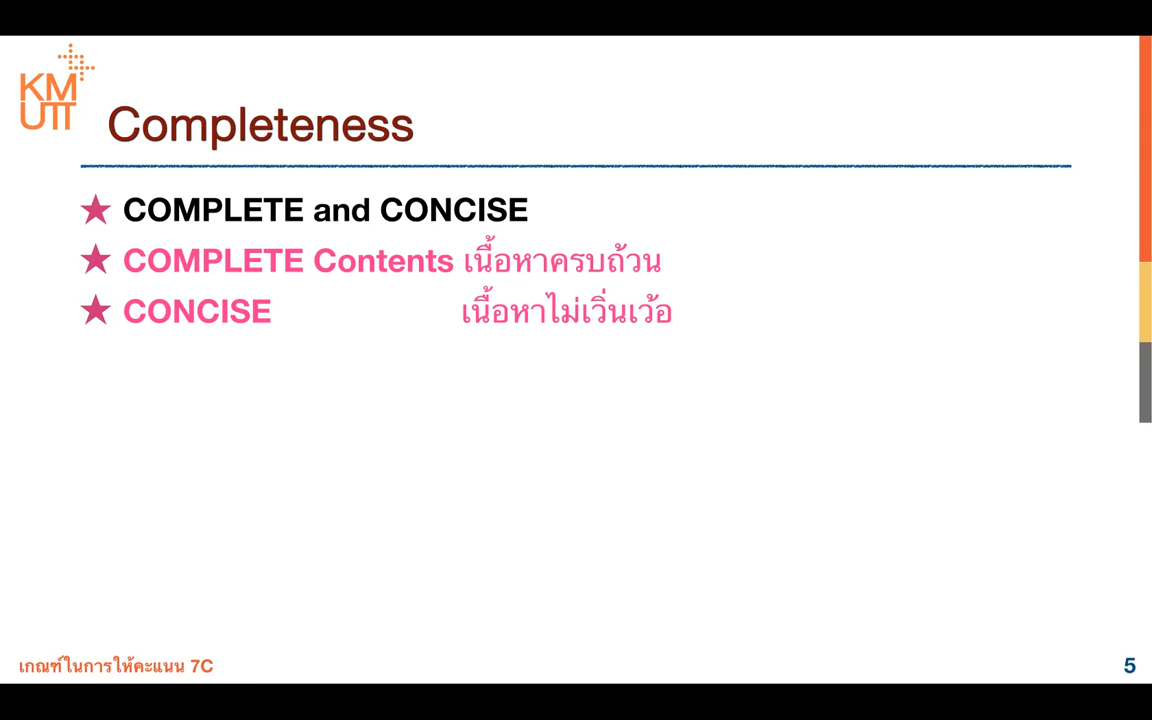 KM
UTT
Completeness
COMPLETE and CONCISE
COMPLETE Contents เนื้อหาครบถ้วน
CONCISE เนื้อหาไม่เวิ่นเว้อ
เกณฑ์ในการให้คะแนน 7C
5